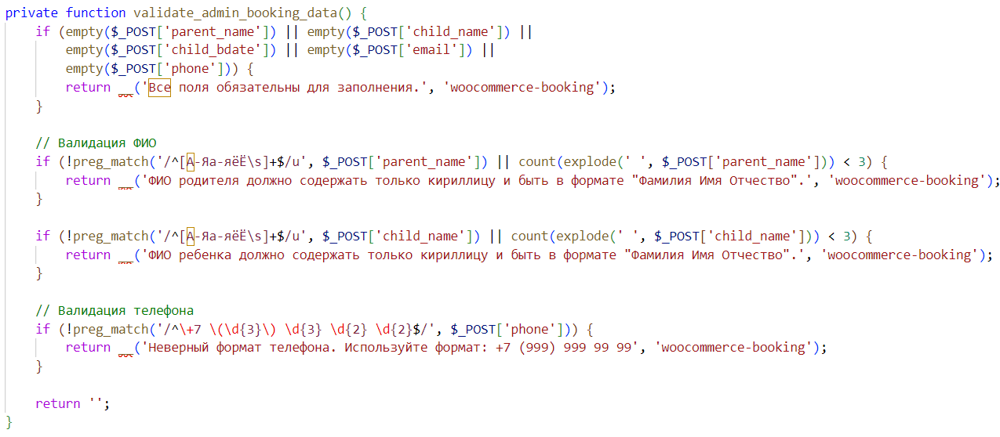 private function validate_admin_booking_data() {
    if (empty($_POST['parent_name']) || empty($_POST['child_name']) ||
        empty($_POST['child_bdate']) || empty($_POST['email']) ||
        empty($_POST['phone'])) {
        return __('Все поля обязательны для заполнения.', 'woocommerce-booking');
    }

    // Валидация ФИО
    if (!preg_match('/^[А-Яа-яёЁ\s]+$/u', $_POST['parent_name']) || count(explode(' ', $_POST['parent_name'])) < 3) {
        return __('ФИО родителя должно содержать только кириллицу и быть в формате "Фамилия Имя Отчество".', 'woocommerce-booking');
    }

    if (!preg_match('/^[А-Яа-яёЁ\s]+$/u', $_POST['child_name']) || count(explode(' ', $_POST['child_name'])) < 3) {
        return __('ФИО ребенка должно содержать только кириллицу и быть в формате "Фамилия Имя Отчество".', 'woocommerce-booking');
    }

    // Валидация телефона
    if (!preg_match('/^\+7 \(\d{3}\) \d{3} \d{2} \d{2}$/', $_POST['phone'])) {
        return __('Неверный формат телефона. Используйте формат: +7 (999) 999 99 99', 'woocommerce-booking');
    }

    return '';
}